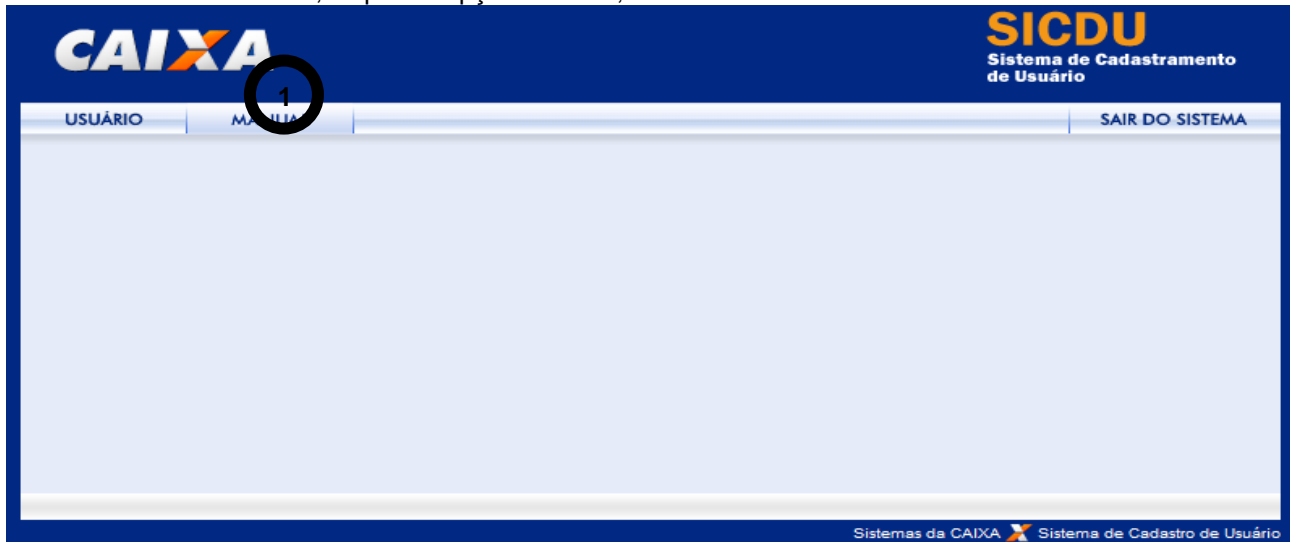 CAIXA
SICDU
Sistema de Cadastramento
de Usuário
1
USUÁRIO
SAIR DO SISTEMA
Sistemas da CAIXA
Sistema de Cadastro de Usuário